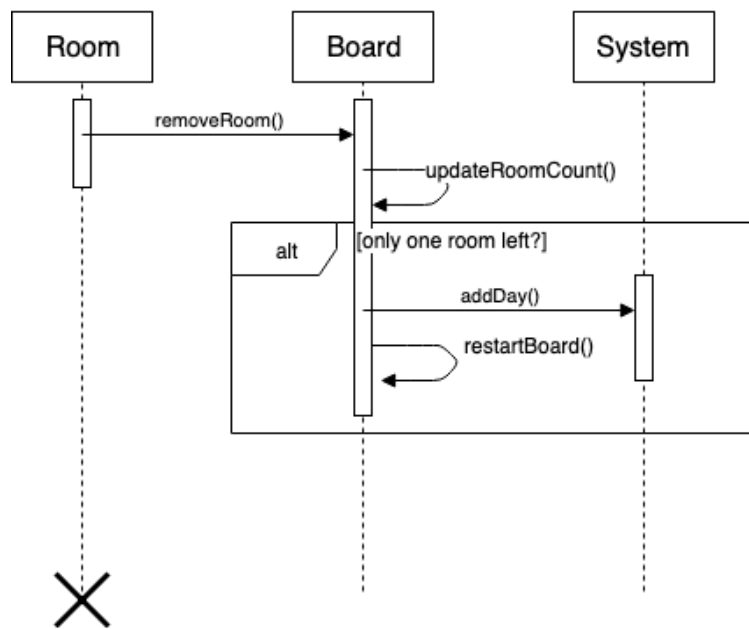 Room
Board
System
removeRoom()
updateRoomCount()
alt
[only one room left?]
addDay()
restartBoard()